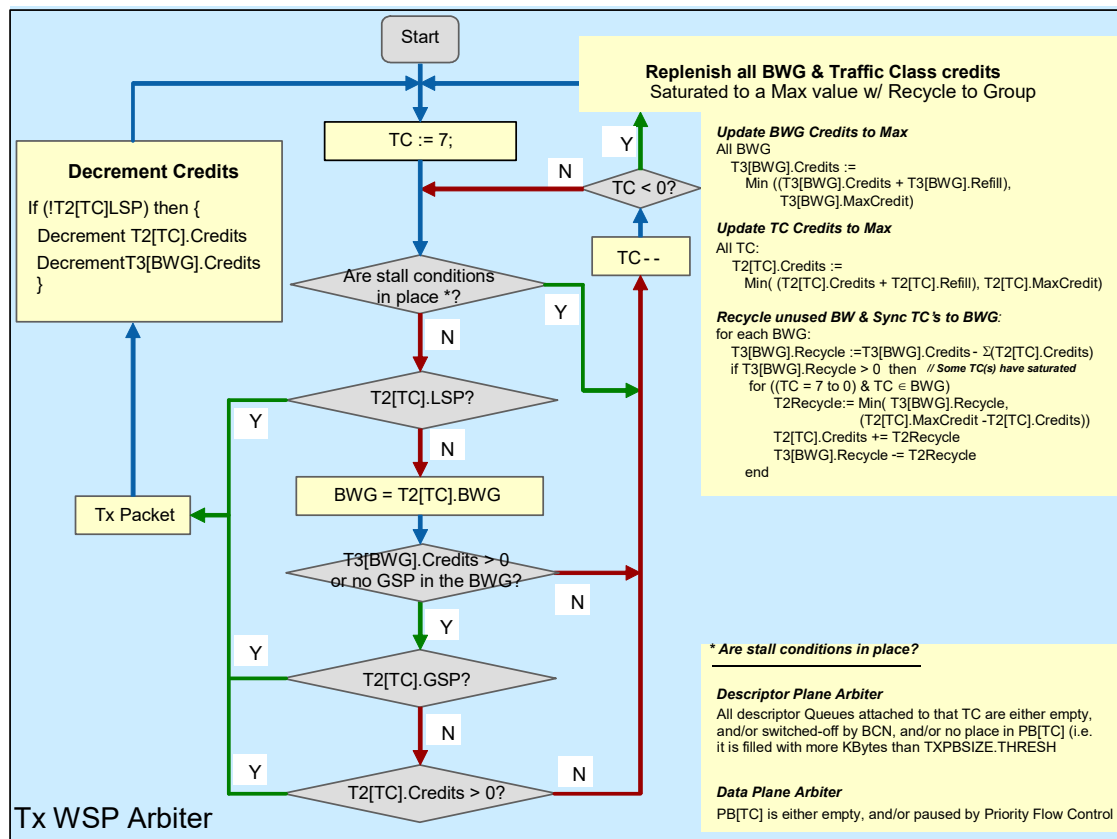 Start
Replenish all BWG & Traffic Class credits
Saturated to a Max value w/ Recycle to Group
TC := 7;
Y
N
TC < 0?
TC--
Decrement Credits
If (!T2[TC]LSP) then {
Decrement T2[TC].Credits
DecrementT3[BWG].Credits
}
Update BWG Credits to Max
All BWG
T3[BWG].Credits :=
Min ((T3[BWG].Credits + T3[BWG].Refill),
T3[BWG].MaxCredit)
Update TC Credits to Max
All TC:
T2[TC].Credits :=
Min( (T2[TC].Credits + T2[TC].Refill), T2[TC].MaxCredit)
Recycle unused BW & Sync TC's to BWG:
for each BWG:
T3[BWG].Recycle :=T3[BWG].Credits - Σ(T2[TC].Credits)
if T3[BWG].Recycle > 0 then // Some TC(s) have saturated
for ((TC = 7 to 0) & TC ∈ BWG)
T2Recycle:= Min( T3[BWG].Recycle,
(T2[TC].MaxCredit -T2[TC].Credits))
T2[TC].Credits += T2Recycle
T3[BWG].Recycle -= T2Recycle
end
Are stall conditions
in place *?
Y
N
T2[TC].LSP?
Y
N
BWG = T2[TC].BWG
Tx Packet
T3[BWG].Credits > 0
or no GSP in the BWG?
N
Y
Y
T2[TC].GSP?
N
Y
N
T2[TC].Credits > 0?
* Are stall conditions in place?
Descriptor Plane Arbiter
All descriptor Queues attached to that TC are either empty,
and/or switched-off by BCN, and/or no place in PB[TC] (i.e.
it is filled with more KBytes than TXPBSIZE.THRESH
Data Plane Arbiter
PB[TC] is either empty, and/or paused by Priority Flow Control
Tx WSP Arbiter